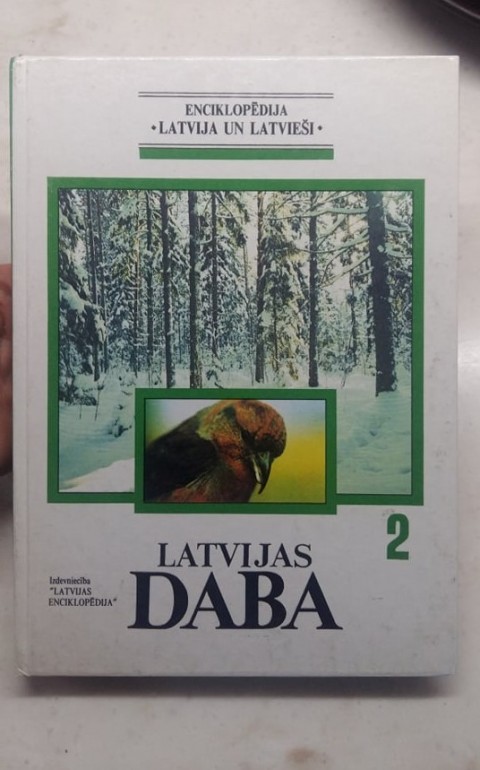 ENCIKLOPĒDIJA
• LATVIJA UN LATVIEŠI •
2
LATVIJAS
DABA
Izdevniecība
"LATVIJAS
ENCIKLOPĒDIJA"